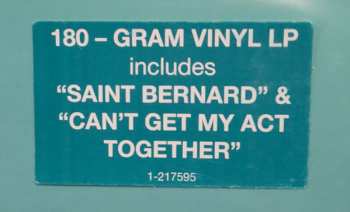 180 – GRAM VINYL LP
includes
“SAINT BERNARD” &
“CAN’T GET MY ACT
TOGETHER”
1-217595